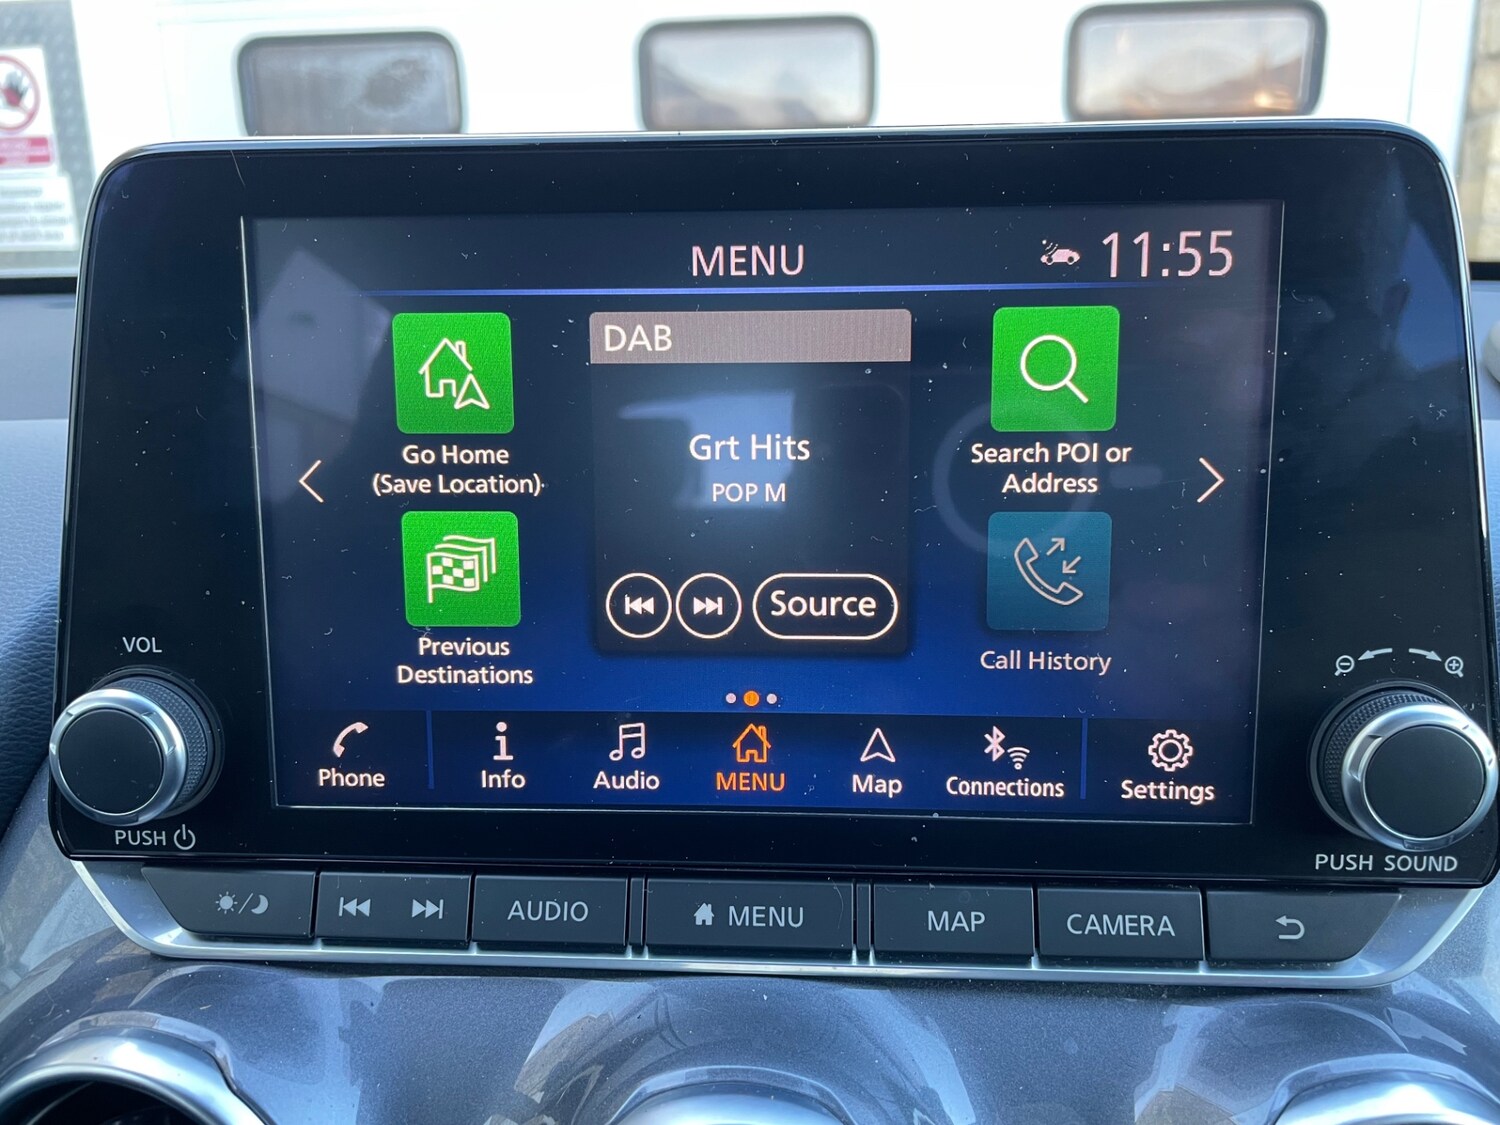 MENU
11:55
DAB
Grt Hits
POP M
Source
Go Home
(Save Location)
Previous
Destinations
Search POI or
Address
Call History
Phone
Info
Audio
MENU
Map
Connections
Settings
VOL
PUSH
PUSH SOUND
AUDIO
MENU
MAP
CAMERA